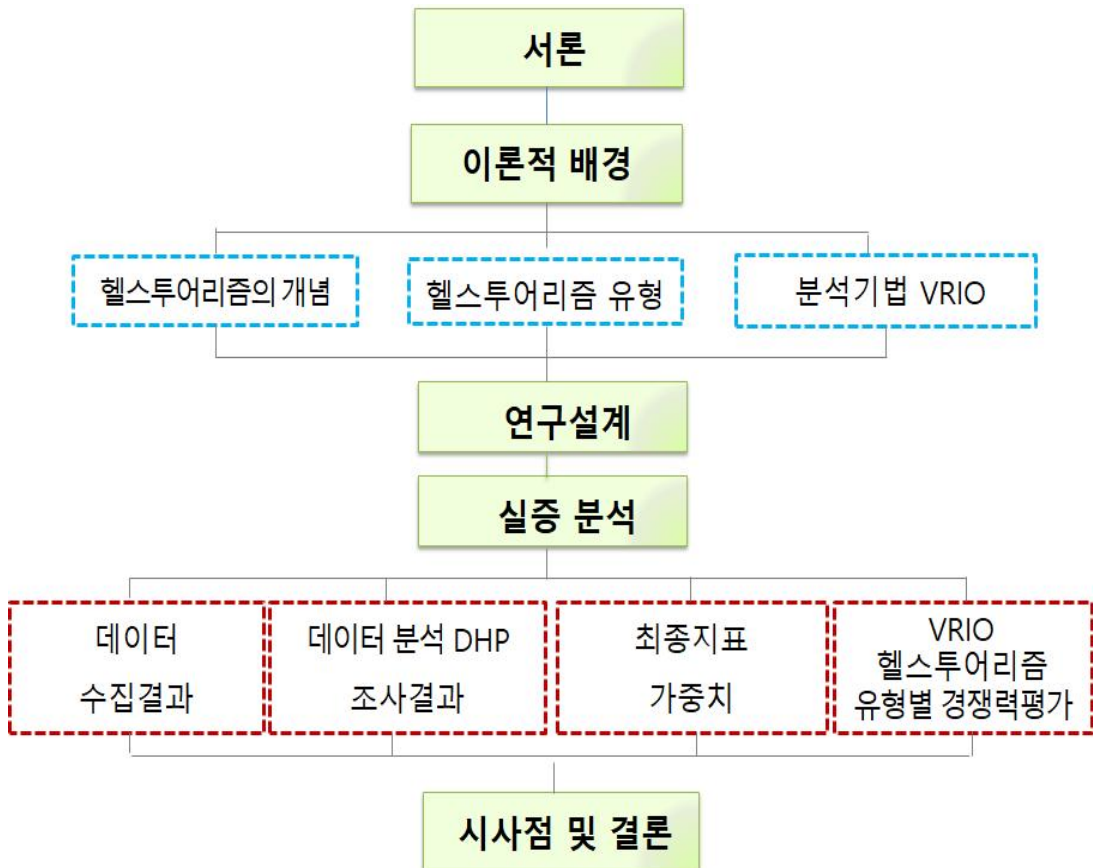 서론
이론적 배경
헬스투어리즘의 개념
헬스투어리즘 유형
분석기법 VRIO
연구설계
실증 분석
데이터
수집결과
데이터 분석 DHP
조사결과
최종지표
가중치
VRIO
헬스투어리즘
유형별 경쟁력평가
시사점 및 결론